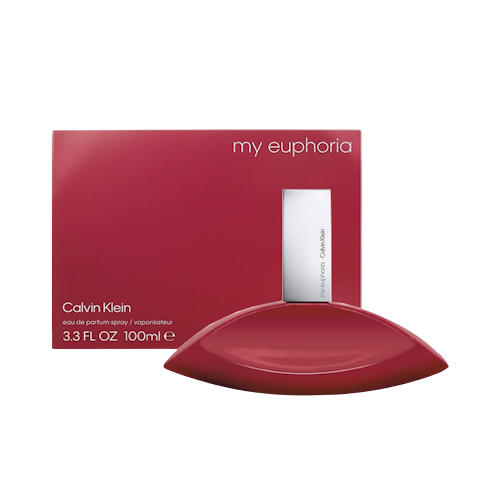 my euphoria
Calvin Klein
eau de parfum spray / vaporisateur
3.3 FL OZ 100ml ℮
my euphoria Calvin Klein